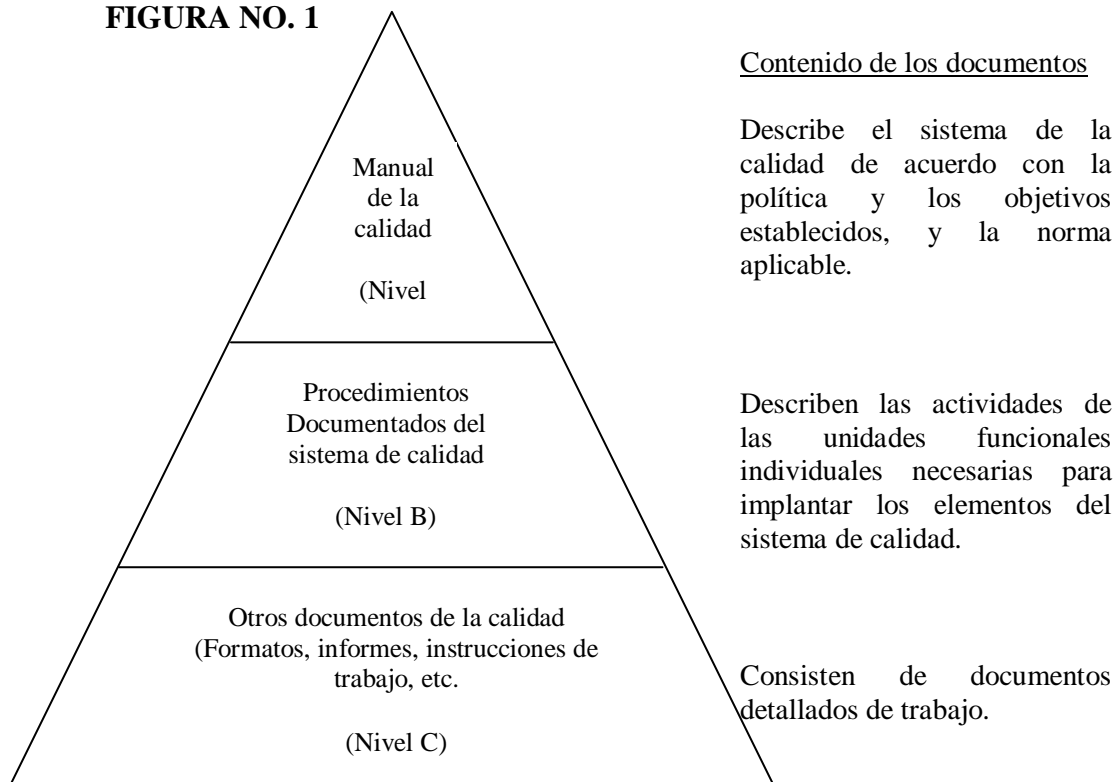 FIGURA NO. 1
Manual
de la
calidad
(Nivel
Procedimientos
Documentados del
sistema de calidad
(Nivel B)
Otros documentos de la calidad
(Formatos, informes, instrucciones de
trabajo, etc.
(Nivel C)
Contenido de los documentos
Describe el sistema de la
calidad de acuerdo con la
política y los objetivos
establecidos, y la norma
aplicable.
Describen las actividades de
las unidades funcionales
individuales necesarias para
implantar los elementos del
sistema de calidad.
Consisten de documentos
detallados de trabajo.